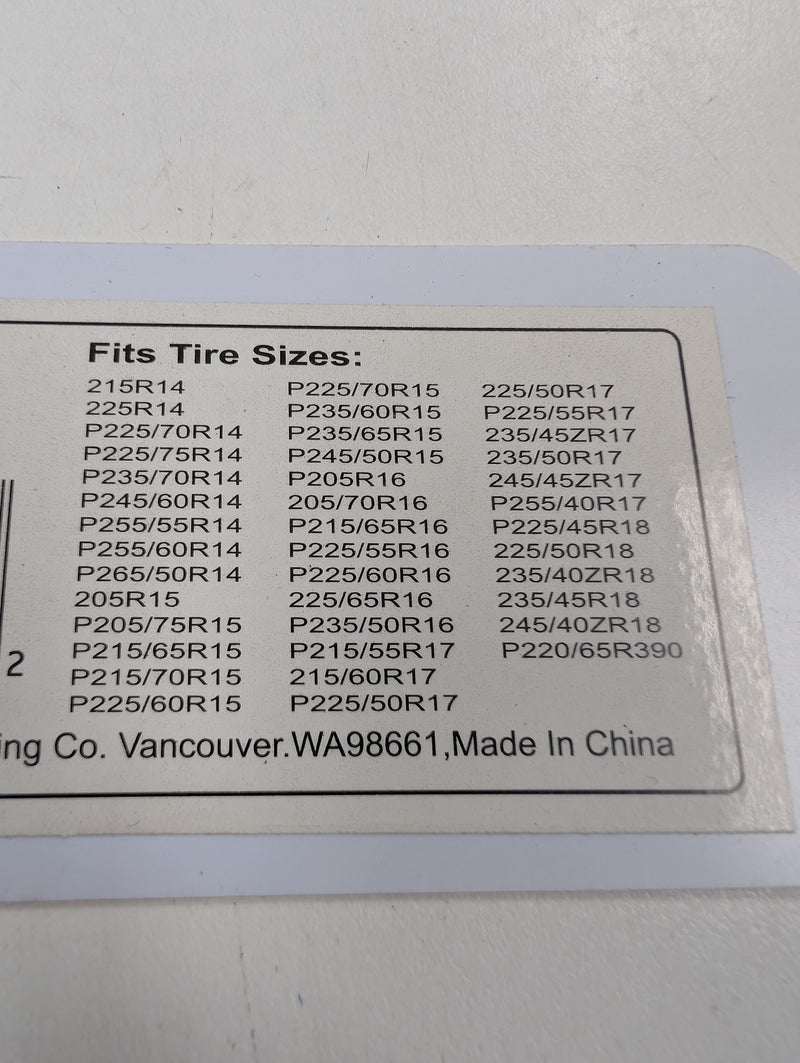 Fits Tire Sizes:
215R14
225R14
P225/70R14
P225/75R14
P235/70R14
P245/60R14
P255/55R14
P255/60R14
P265/50R14
205R15
P205/75R15
P215/65R15
P215/70R15
P225/60R15
P225/70R15
P235/60R15
P235/65R15
P245/50R15
P205R16
205/70R16
P215/65R16
P225/55R16
P225/60R16
225/65R16
P235/50R16
P215/55R17
215/60R17
P225/50R17
225/50R17
P225/55R17
235/45ZR17
235/50R17
245/45ZR17
P255/40R17
P225/45R18
225/50R18
235/40ZR18
235/45R18
245/40ZR18
P220/65R390
2
ing Co. Vancouver.WA98661,Made In China